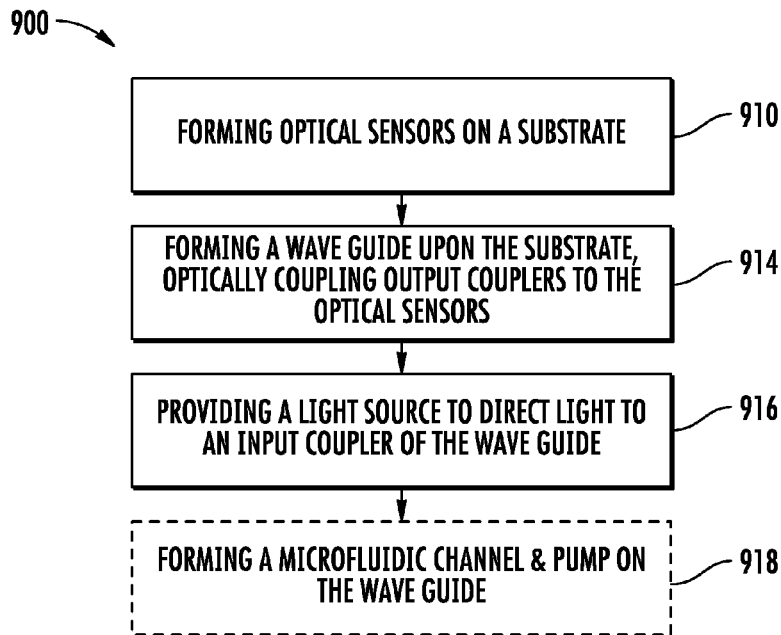 900
FORMING OPTICAL SENSORS ON A SUBSTRATE
910
FORMING A WAVE GUIDE UPON THE SUBSTRATE,
OPTICALLY COUPLING OUTPUT COUPLERS TO THE
OPTICAL SENSORS
914
PROVIDING A LIGHT SOURCE TO DIRECT LIGHT TO
AN INPUT COUPLER OF THE WAVE GUIDE
916
FORMING A MICROFLUIDIC CHANNEL & PUMP ON
THE WAVE GUIDE
918